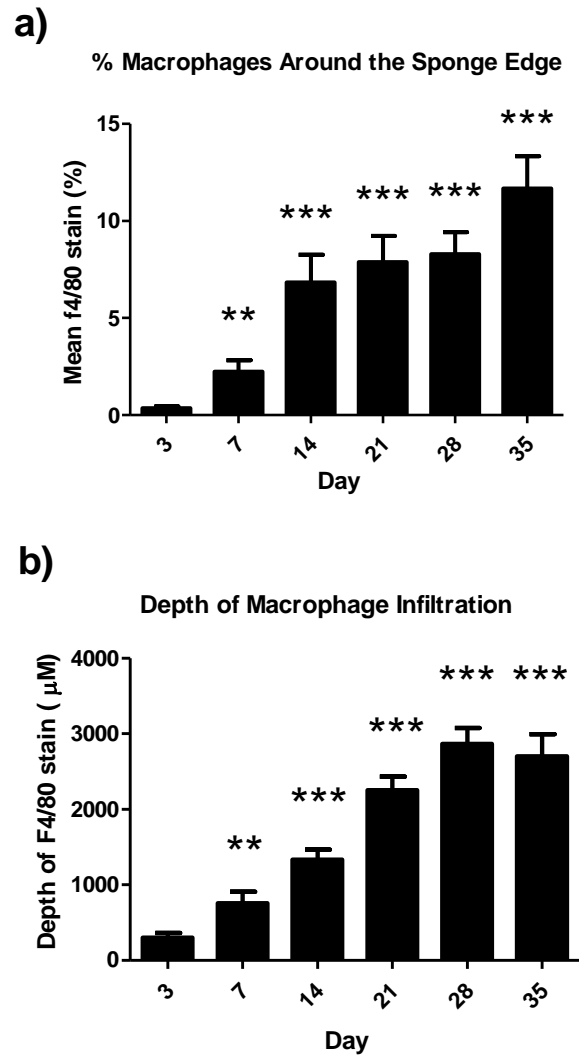 a)
% Macrophages Around the Sponge Edge
Mean f4/80 stain (%)
15
10
5
0
**
***
***
***
***
3 7 14 21 28 35
Day
b)
Depth of Macrophage Infiltration
Depth of F4/80 stain ( μM)
4000
3000
2000
1000
0
**
***
***
***
***
3 7 14 21 28 35
Day